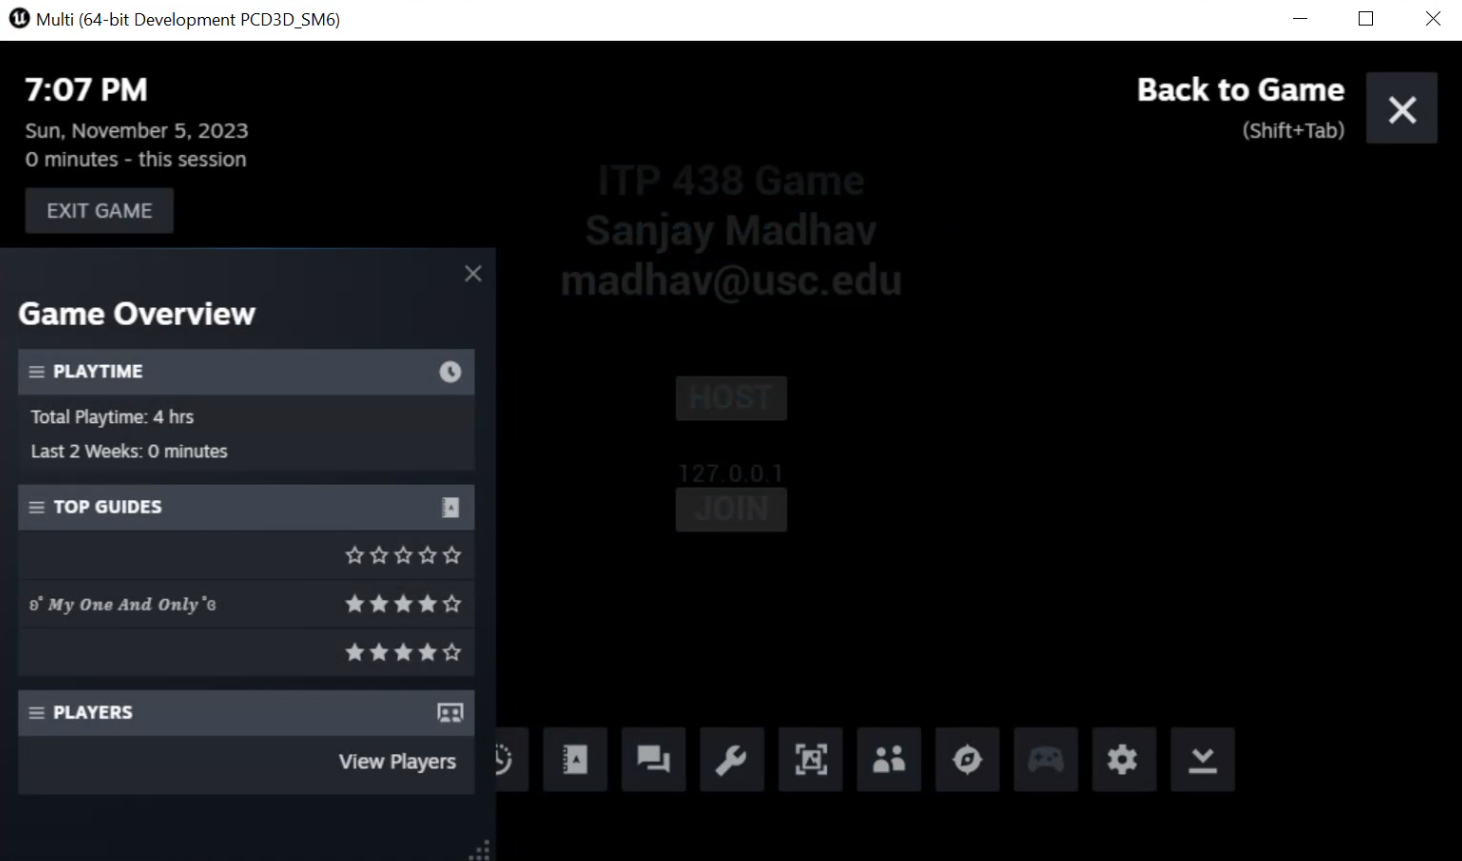 Multi (64-bit Development PCD3D_SM6)
7:07 PM
Sun, November 5, 2023
0 minutes - this session
EXIT GAME
Back to Game
(Shift+Tab)
ITP 438 Game
Sanjay Madhav
madhav@usc.edu
HOST
127.0.0.1
JOIN
Game Overview
PLAYTIME
Total Playtime: 4 hrs
Last 2 Weeks: 0 minutes
TOP GUIDES
ʚ˚ My One And Only ˚ɞ
PLAYERS
View Players